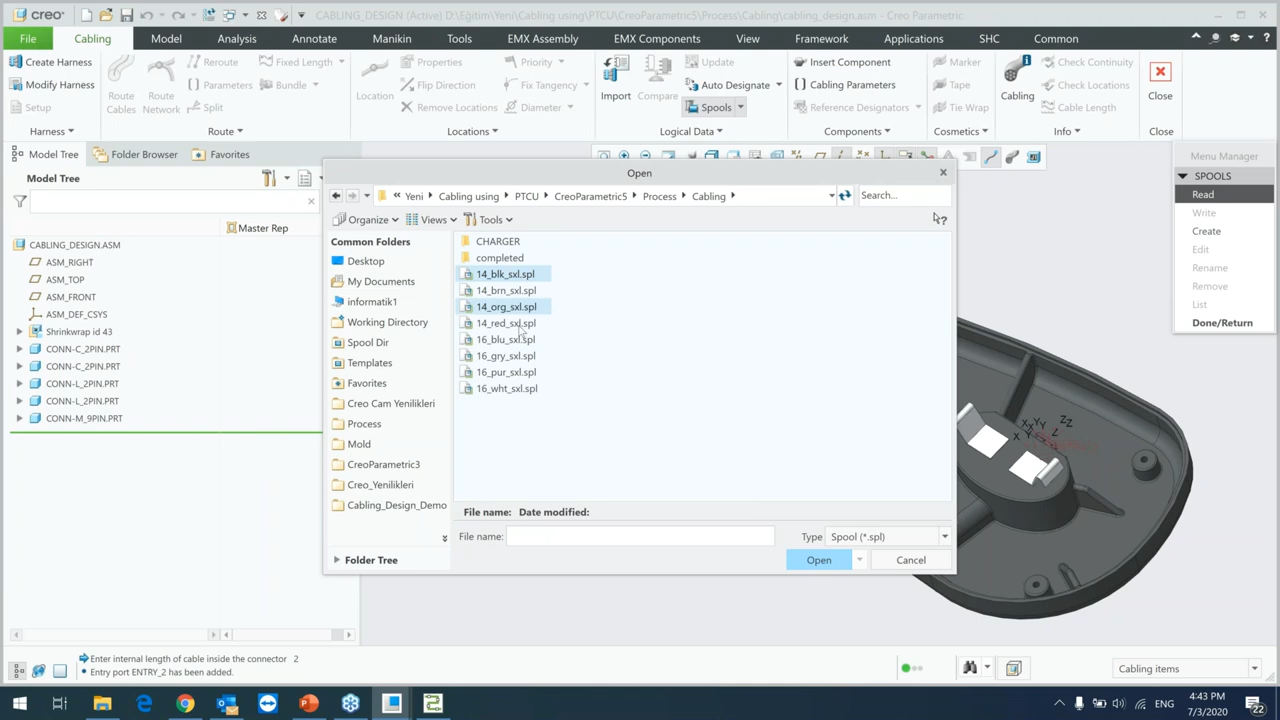 creo
CABLING_DESIGN (Active) D:\Eğitim\Yeni\Cabling using\PTCU\CreoParametric5\Process\Cabling\cabling_design.asm - Creo Parametric
File Cabling Model Analysis Annotate Manikin Tools EMX Assembly EMX Components View Framework Applications SHC Common
Create Harness
Modify Harness
Setup
Harness
Route Cables
Route Network
Reroute
Parameters
Split
Fixed Length
Bundle
Route
Location
Properties
Flip Direction
Remove Locations
Priority
Fix Tangency
Diameter
Locations
Import
Compare
Update
Auto Designate
Spools
Logical Data
Insert Component
Cabling Parameters
Reference Designators
Components
Marker
Tape
Tie Wrap
Cosmetics
Cabling
Check Continuity
Check Locations
Cable Length
Info
Close
Close
Model Tree Folder Browser Favorites
Model Tree
Master Rep
CABLING_DESIGN.ASM
ASM_RIGHT
ASM_TOP
ASM_FRONT
ASM_DEF_CSYS
Shrinkwrap id 43
CONN-C_2PIN.PRT
CONN-C_2PIN.PRT
CONN-L_2PIN.PRT
CONN-L_2PIN.PRT
CONN-M_9PIN.PRT
Open
Yeni Cabling using PTCU CreoParametric5 Process Cabling
Search...
Organize Views Tools
Common Folders
Desktop
My Documents
informatik1
Working Directory
Spool Dir
Templates
Favorites
Creo Cam Yenilikleri
Process
Mold
CreoParametric3
Creo_Yenilikleri
Cabling_Design_Demo
Folder Tree
CHARGER
completed
14_blk_sxl.spl
14_brn_sxl.spl
14_org_sxl.spl
14_red_sxl.spl
16_blu_sxl.spl
16_gry_sxl.spl
16_pur_sxl.spl
16_wht_sxl.spl
File name: Date modified:
File name:
Type Spool (*.spl)
Open Cancel
Menu Manager
SPOOLS
Read
Write
Create
Edit
Rename
Remove
List
Done/Return
Enter internal length of cable inside the connector 2
Entry port ENTRY_2 has been added.
Cabling items
ENG
4:43 PM
7/3/2020
22